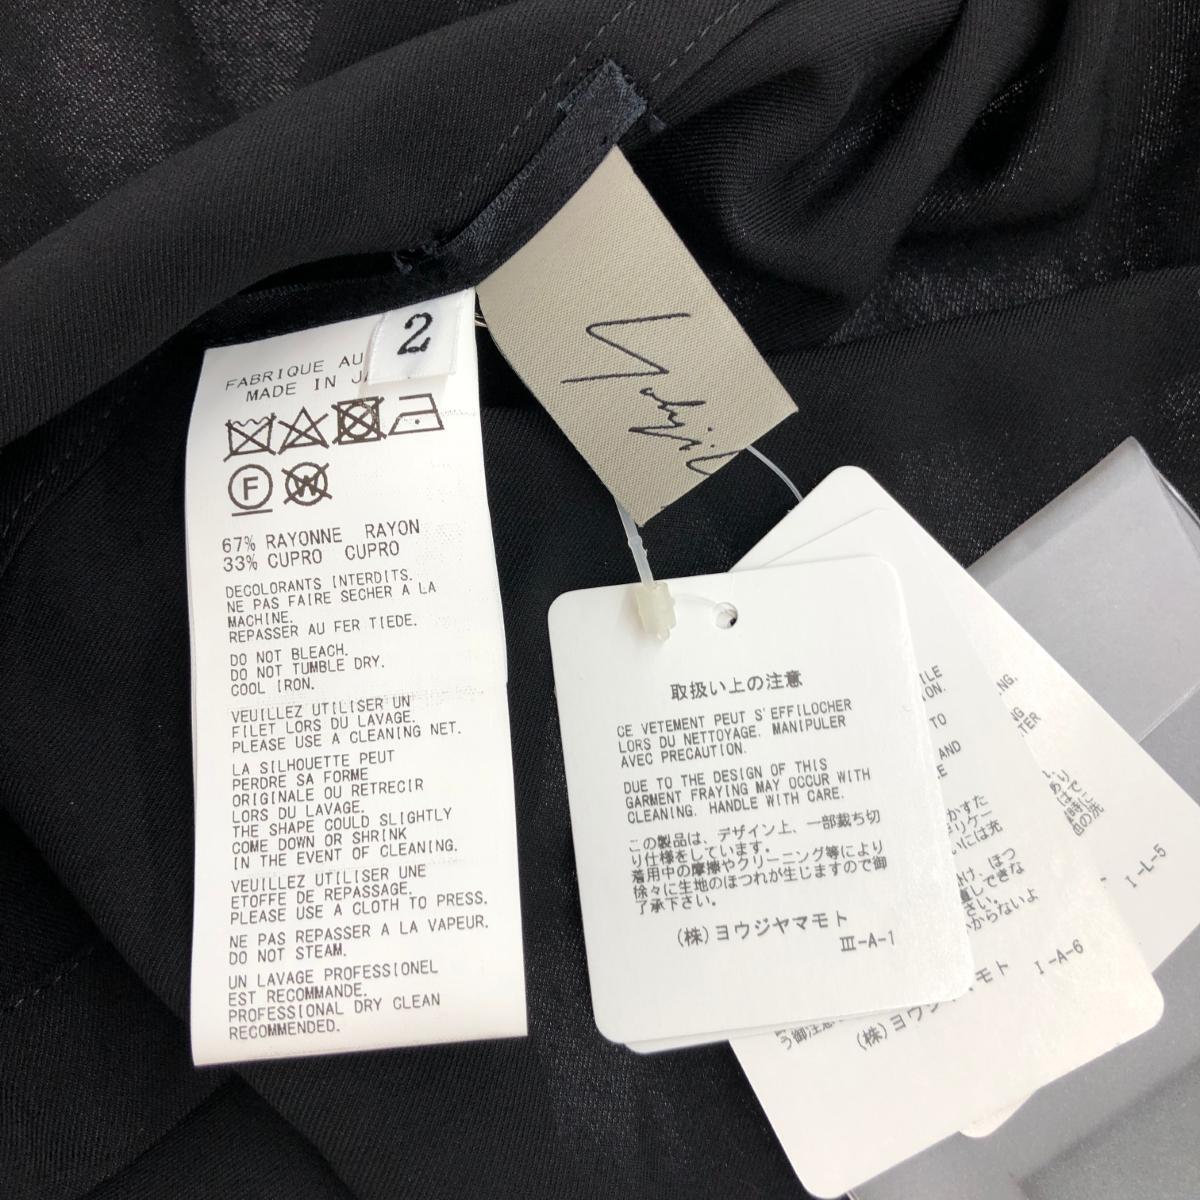 2
FABRIQUE AU
MADE IN
F
W
67% RAYONNE RAYON
33% CUPRO CUPRO
DECOLORANTS INTERDITS.
NE PAS FAIRE SECHER A LA
MACHINE.
REPASSER AU FER TIEDE.
DO NOT BLEACH.
DO NOT TUMBLE DRY.
COOL IRON.
VEUILLEZ UTILISER UN
FILET LORS DU LAVAGE.
PLEASE USE A CLEANING NET.
LA SILHOUETTE PEUT
PERDRE SA FORME
ORIGINALE OU RETRECIR
LORS DU LAVAGE.
THE SHAPE COULD SLIGHTLY
COME DOWN OR SHRINK
IN THE EVENT OF CLEANING.
VEUILLEZ UTILISER UNE
ETOFFE DE REPASSAGE.
PLEASE USE A CLOTH TO PRESS.
NE PAS REPASSER A LA VAPEUR.
DO NOT STEAM.
UN LAVAGE PROFESSIONEL
EST RECOMMANDE.
PROFESSIONAL DRY CLEAN
RECOMMENDED.
取扱い上の注意
CE VETEMENT PEUT S'EFFILOCHER
LORS DU NETTOYAGE. MANIPULER
AVEC PRECAUTION.
DUE TO THE DESIGN OF THIS
GARMENT FRAYING MAY OCCUR WITH
CLEANING. HANDLE WITH CARE.
この製品は、デザイン上、一部裁ち切
り仕様をしています。
着用中の摩擦やクリーニング等により
徐々に生地のほつれが生じますので御
了承下さい。
(株)ヨウジヤマモト
III-A-1
TO
AND
(株)ヨウジ
モト
I-A-6
I-L-5